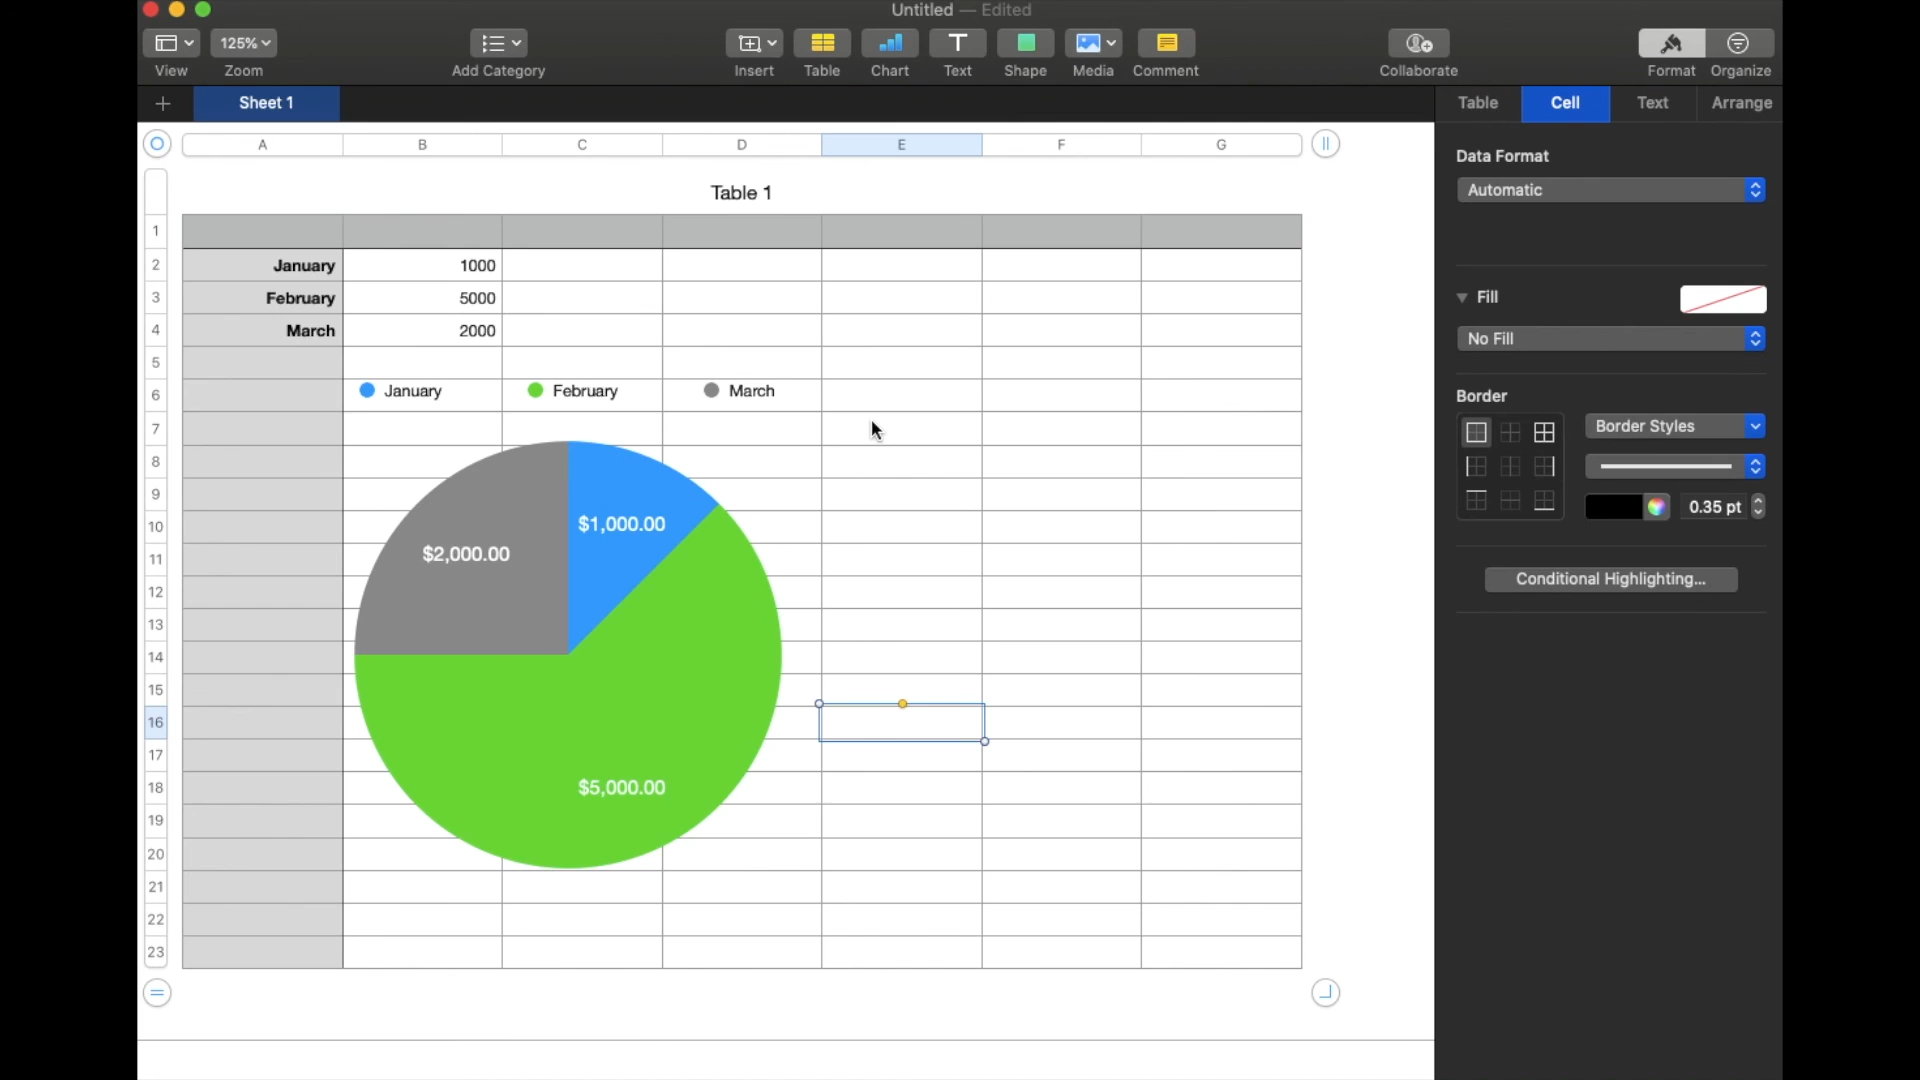 Untitled — Edited
125%
View Zoom Add Category Insert Table Chart Text Shape Media Comment Collaborate Format Organize
Sheet 1
Table Cell Text Arrange
A B C D E F G
Table 1
1
2 January 1000
3 February 5000
4 March 2000
5
6 January February March
7
8
9
10
11
12
13
14
15
16
17
18
19
20
21
22
23
$1,000.00
$2,000.00
$5,000.00
Data Format
Automatic
Fill
No Fill
Border
Border Styles
0.35 pt
Conditional Highlighting...